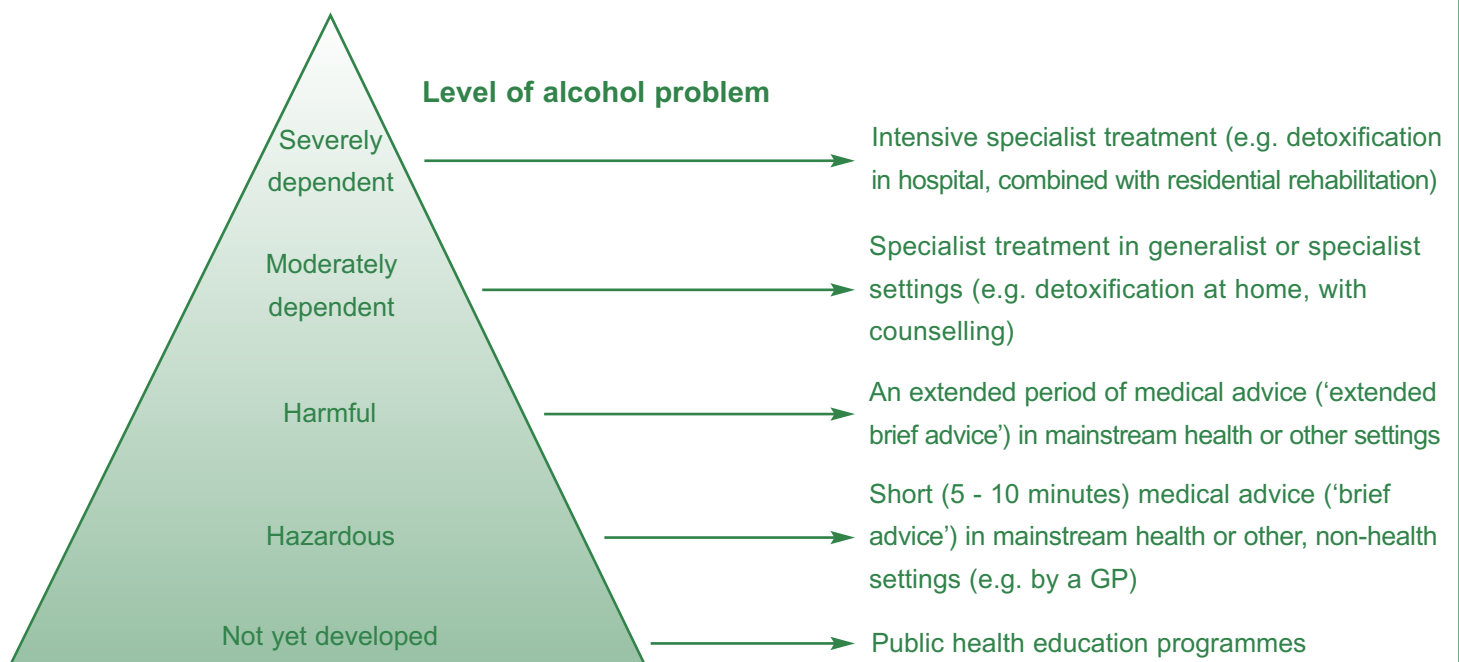 Level of alcohol problem
Severely
dependent
Intensive specialist treatment (e.g. detoxification
in hospital, combined with residential rehabilitation)
Moderately
dependent
Specialist treatment in generalist or specialist
settings (e.g. detoxification at home, with
counselling)
Harmful
An extended period of medical advice (‘extended
brief advice’) in mainstream health or other settings
Hazardous
Short (5 - 10 minutes) medical advice (‘brief
advice’) in mainstream health or other, non-health
settings (e.g. by a GP)
Not yet developed
Public health education programmes